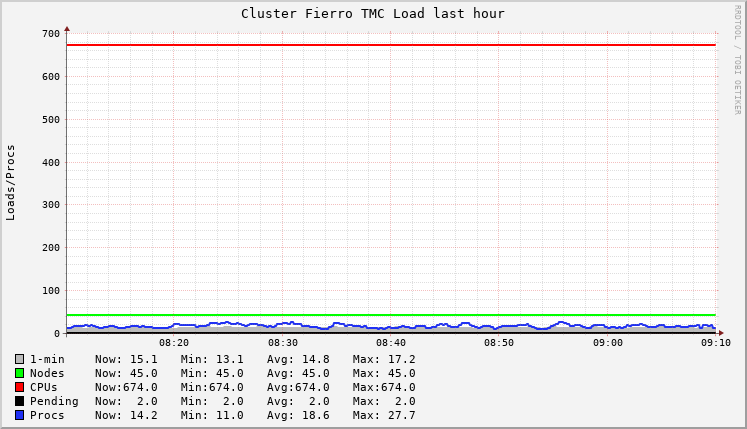 Cluster Fierro TMC Load last hour
RRDTOOL / TOBI OETIKER
Loads/Procs
700
600
500
400
300
200
100
0
08:20 08:30 08:40 08:50 09:00 09:10
1-min Now: 15.1 Min: 13.1 Avg: 14.8 Max: 17.2
Nodes Now: 45.0 Min: 45.0 Avg: 45.0 Max: 45.0
CPUs Now:674.0 Min:674.0 Avg:674.0 Max:674.0
Pending Now: 2.0 Min: 2.0 Avg: 2.0 Max: 2.0
Procs Now: 14.2 Min: 11.0 Avg: 18.6 Max: 27.7